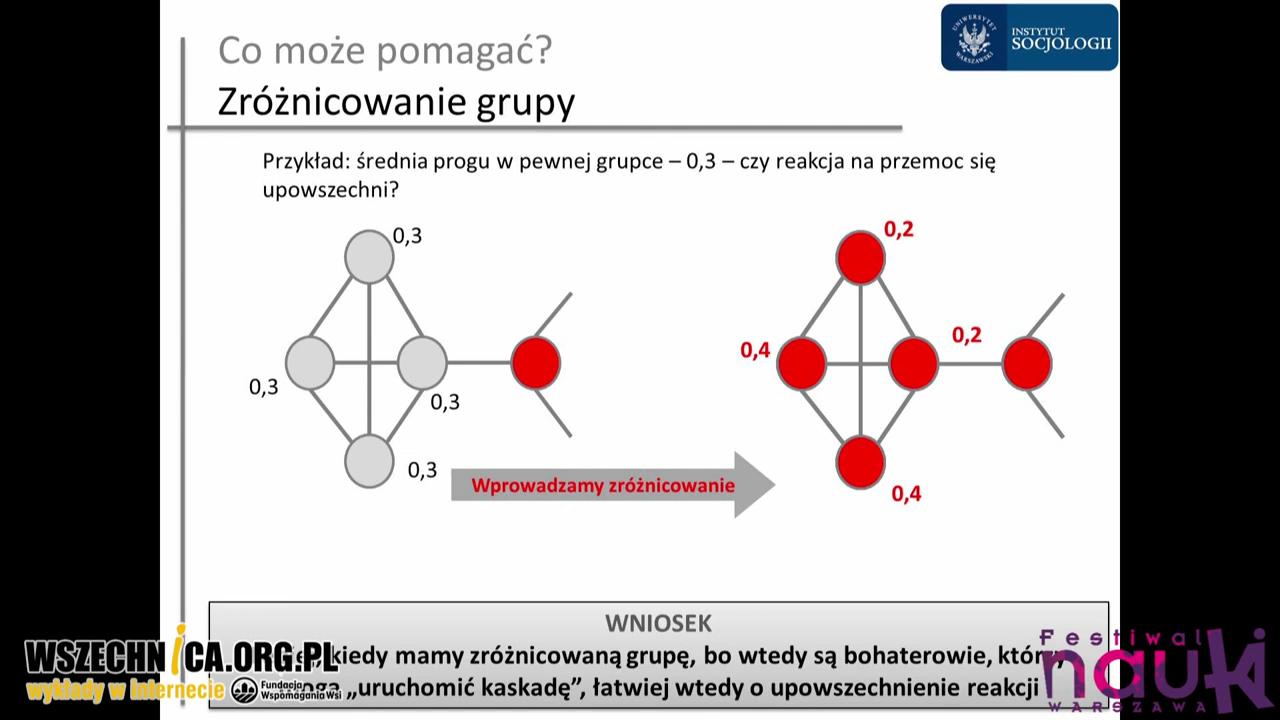 Co może pomagać?
Zróżnicowanie grupy
UNIWERSYTET WARSZAWSKI
INSTYTUT
SOCJOLOGII
Przykład: średnia progu w pewnej grupce – 0,3 – czy reakcja na przemoc się
upowszechni?
0,3
0,3
0,3
0,3
0,2
0,4
0,2
0,4
Wprowadzamy zróżnicowanie
WNIOSEK
kiedy mamy zróżnicowaną grupę, bo wtedy są bohaterowie, którzy
„uruchomić kaskadę”, łatwiej wtedy o upowszechnienie reakcji
WSZECHNICA.ORG.PL
wykłady w internecie
Fundacja
Wspomagania Wsi
Festiwal
nauki
WARSZAWA